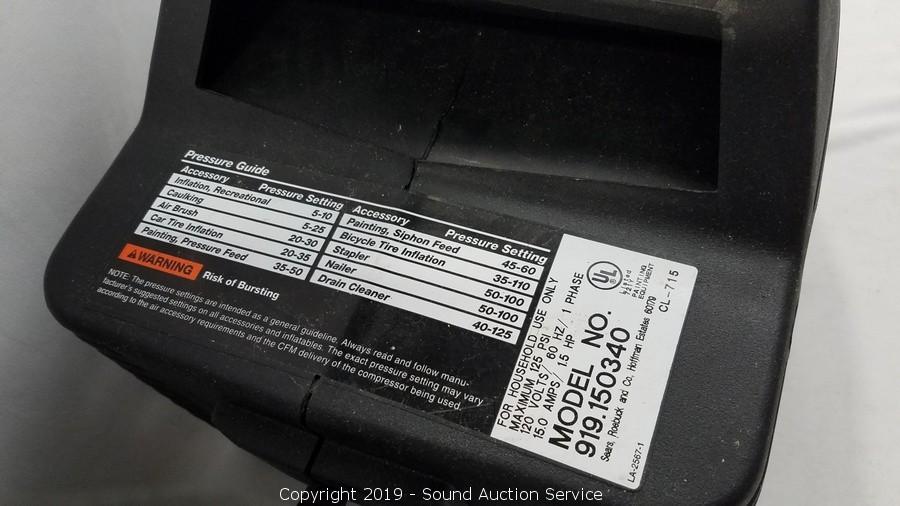 Pressure Guide
Accessory Pressure Setting
Inflation, Recreational 5-10
Caulking 5-25
Air Brush 20-30
Car Tire Inflation 20-35
Painting, Pressure Feed 35-50
Accessory Pressure Setting
Painting, Siphon Feed 45-60
Bicycle Tire Inflation 35-110
Stapler 50-100
Nailer 50-100
Drain Cleaner 40-125
WARNING Risk of Bursting
NOTE: The pressure settings are intended as a general guideline. Always read and follow manu-
facturer's suggested settings on all accessories and inflatables. The exact pressure setting may vary
according to the air accessory requirements and the CFM delivery of the compressor being used.
FOR HOUSEHOLD USE ONLY
MAXIMUM 125 PSI
120 VOLTS/ 60 HZ/ 1 PHASE
15.0 AMPS/ 1.5 HP
MODEL NO.
919.150340
Sears, Roebuck and Co. Hoffman Estates 60179
UL
®
Listed
PAINTING
EQUIPMENT
CL-715
LA-2567-1
Copyright 2019 - Sound Auction Service